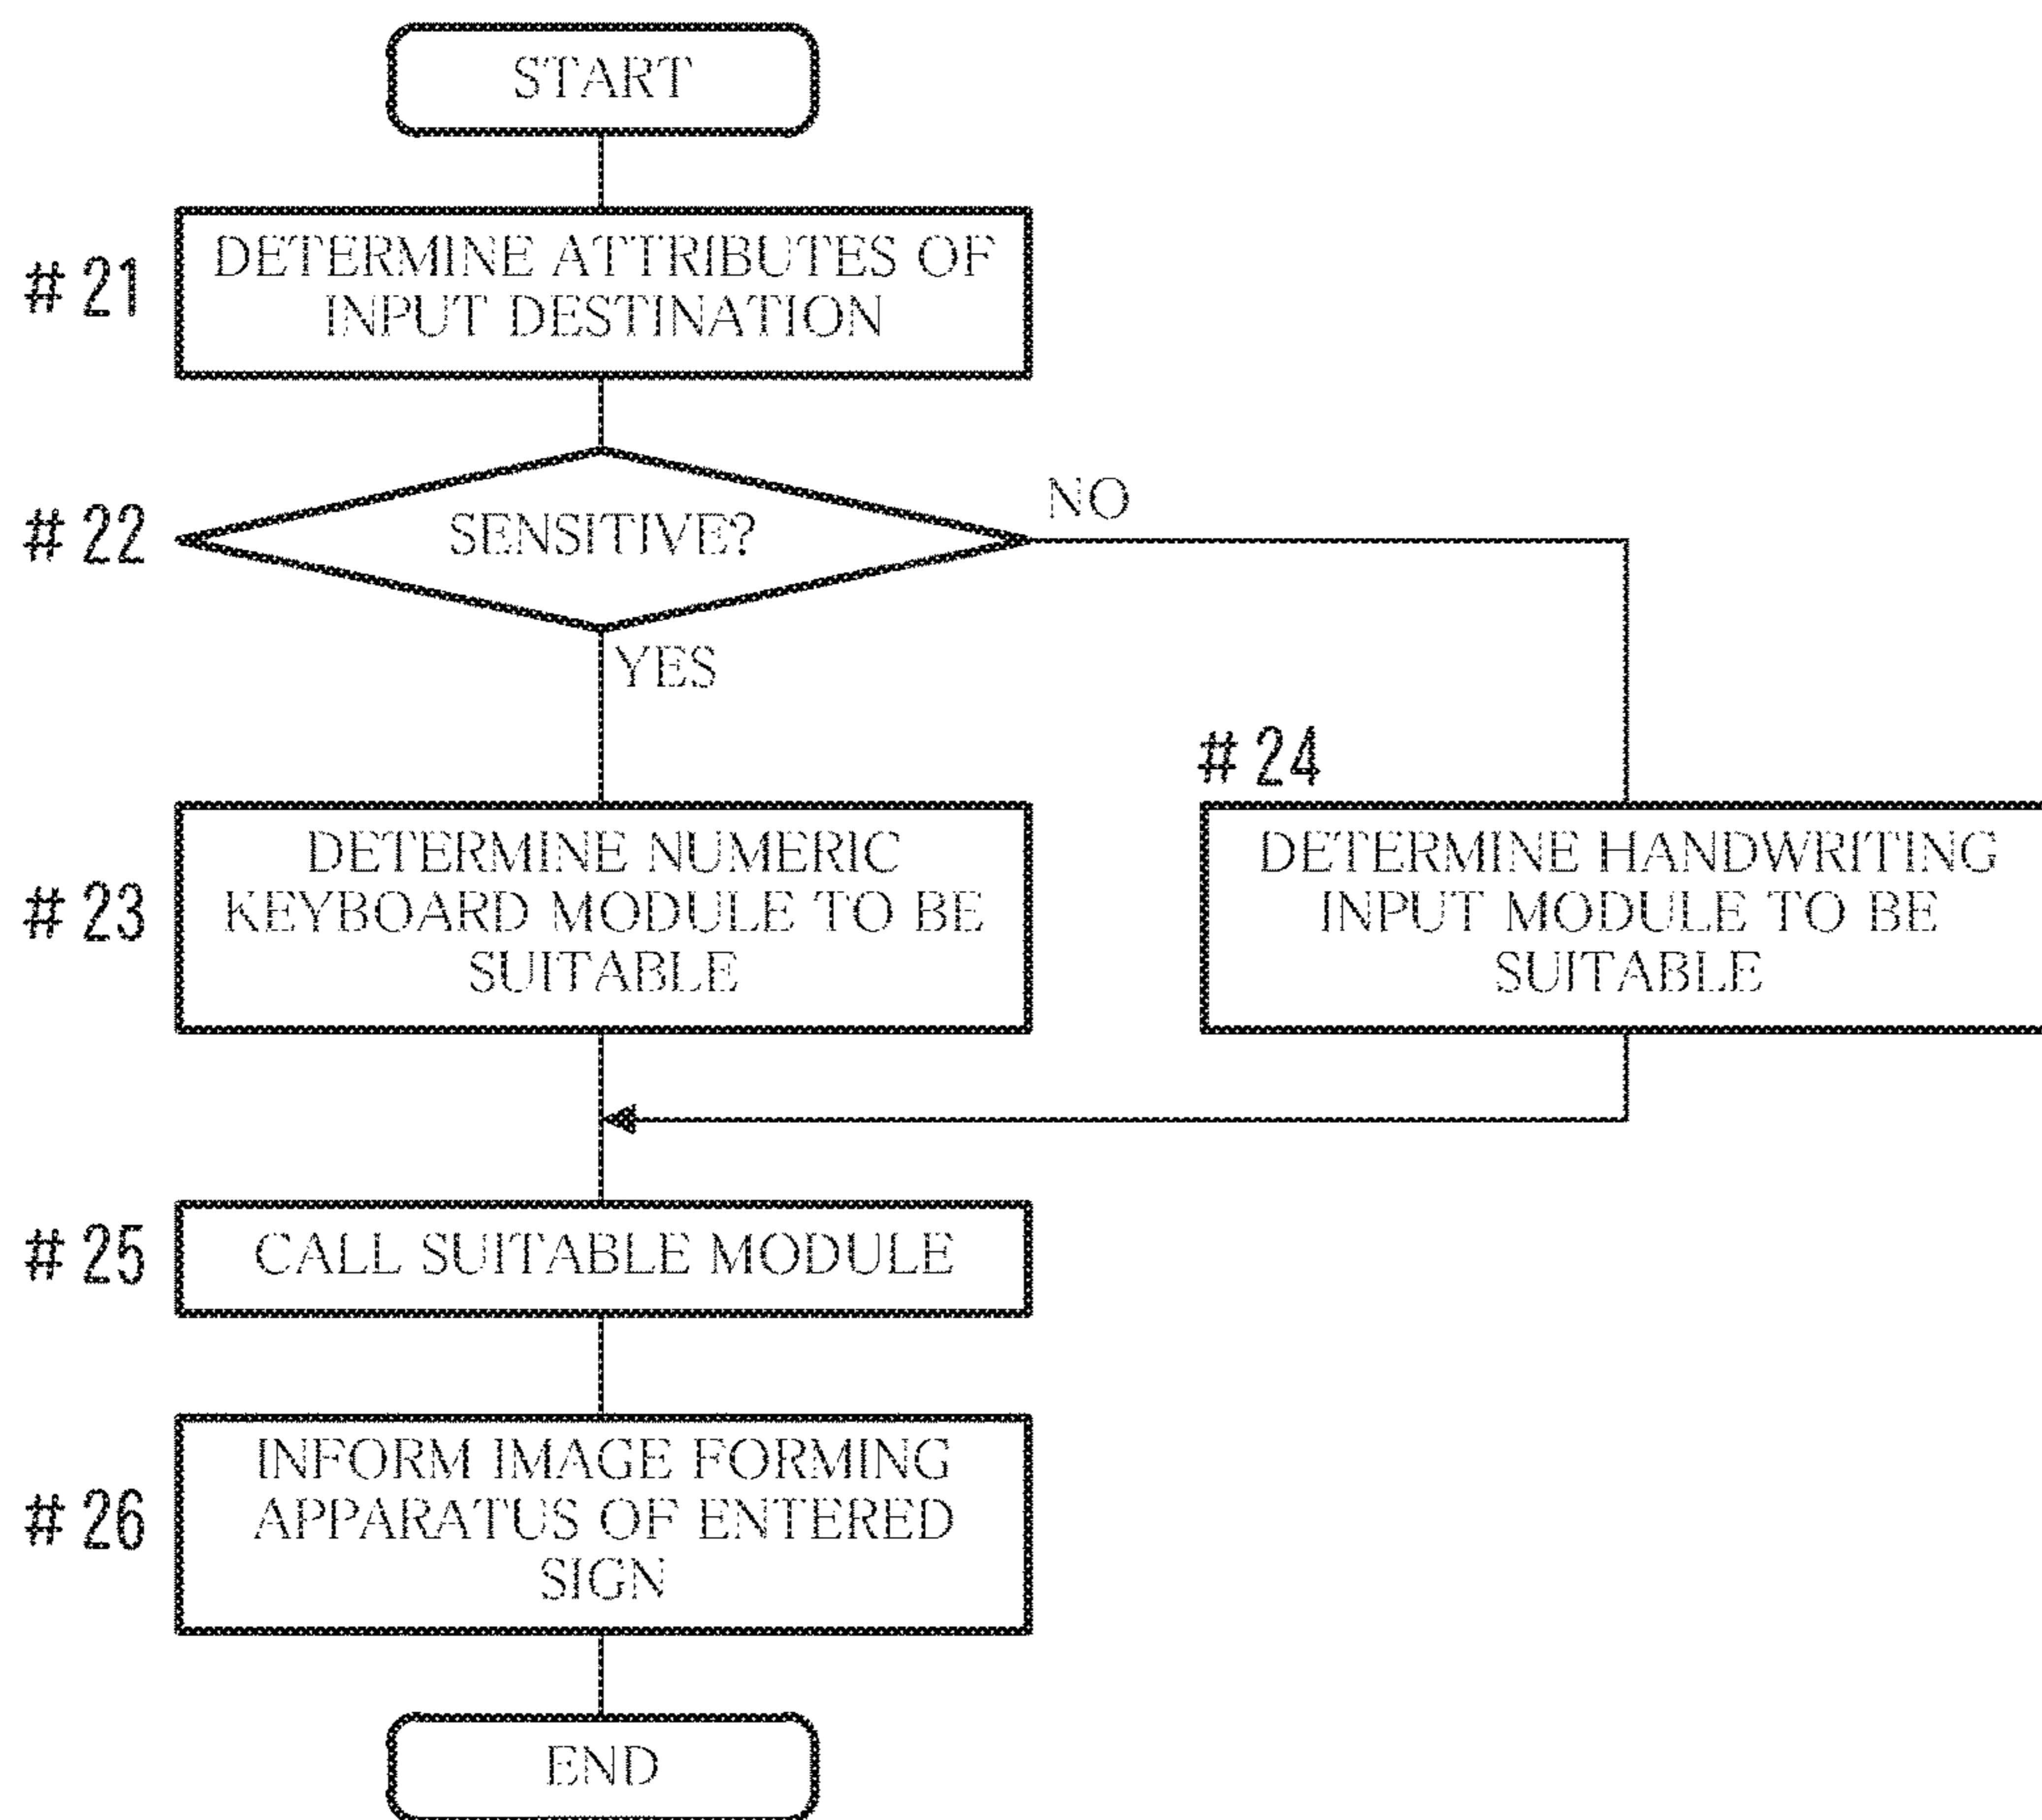 START
#21
DETERMINE ATTRIBUTES OF
INPUT DESTINATION
#22
SENSITIVE?
NO
YES
#23
DETERMINE NUMERIC
KEYBOARD MODULE TO BE
SUITABLE
#24
DETERMINE HANDWRITING
INPUT MODULE TO BE
SUITABLE
#25
CALL SUITABLE MODULE
#26
INFORM IMAGE FORMING
APPARATUS OF ENTERED
SIGN
END